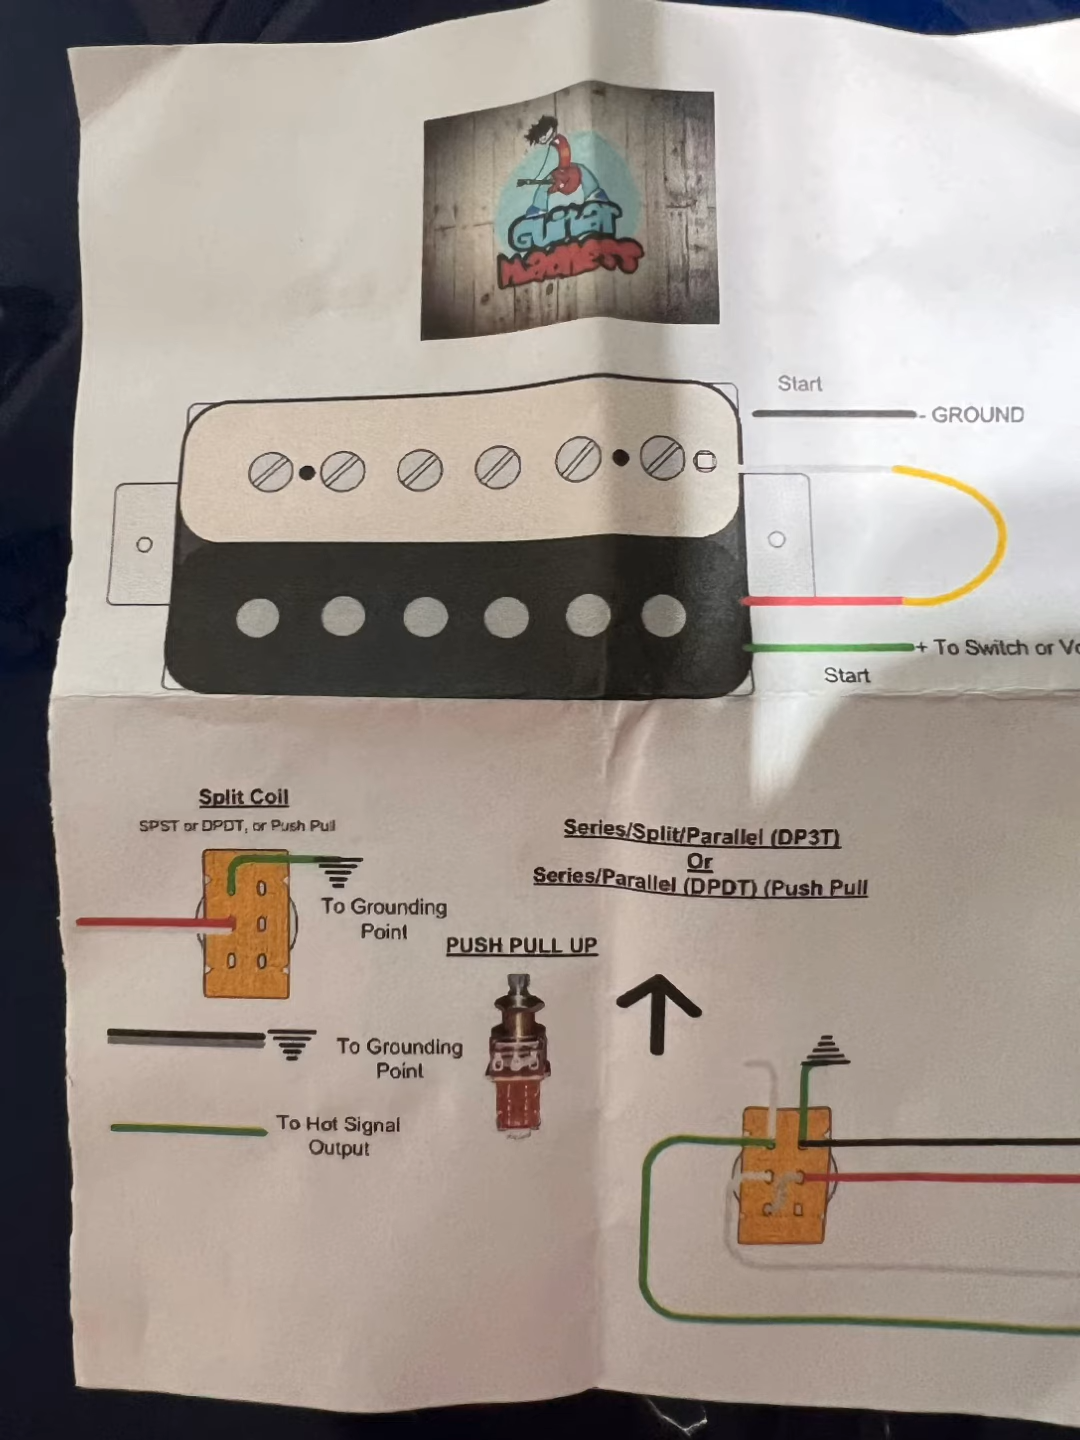 Guitar
Madness
Start
- GROUND
+ To Switch or Vo
Start
Split Coil
SPST or DPDT, or Push Pull
To Grounding
Point
Series/Split/Parallel (DP3T)
Or
Series/Parallel (DPDT) (Push Pull
PUSH PULL UP
To Grounding
Point
To Hot Signal
Output